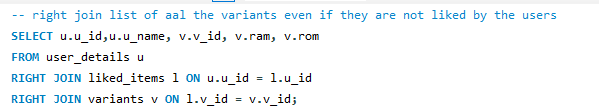 -- right join list of aal the variants even if they are not liked by the users
SELECT u.u_id,u.u_name, v.v_id, v.ram, v.rom
FROM user_details u
RIGHT JOIN liked_items l ON u.u_id = l.u_id
RIGHT JOIN variants v ON l.v_id = v.v_id;